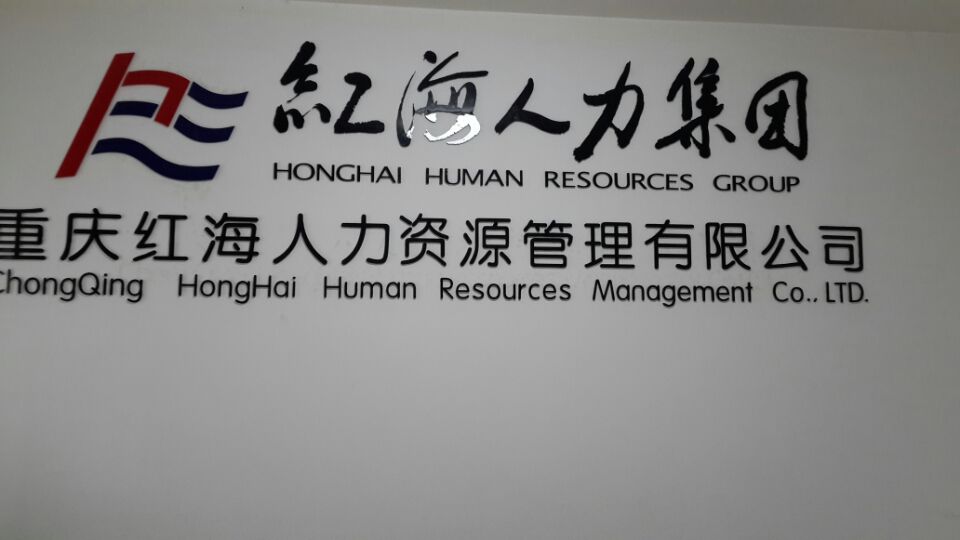 紅海人力集团
HONGHAI HUMAN RESOURCES GROUP
重庆红海人力资源管理有限公司
ChongQing HongHai Human Resources Management Co.,LTD.